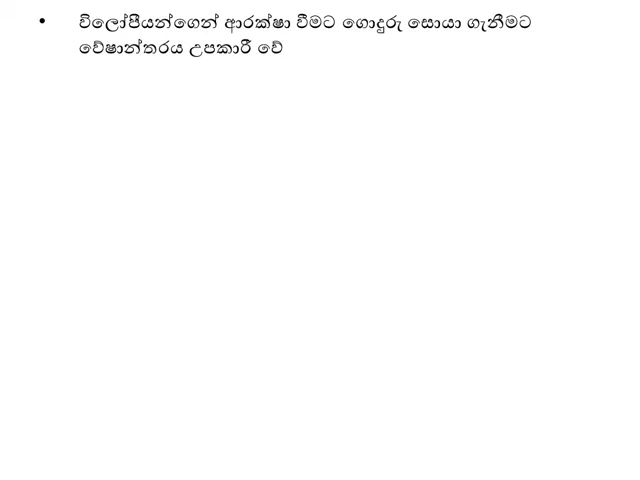 • විලෝපීයන්ගෙන් ආරක්ෂා වීමට ගොදුරු සොයා ගැනීමට
වේෂාන්තරය උපකාරී වේ